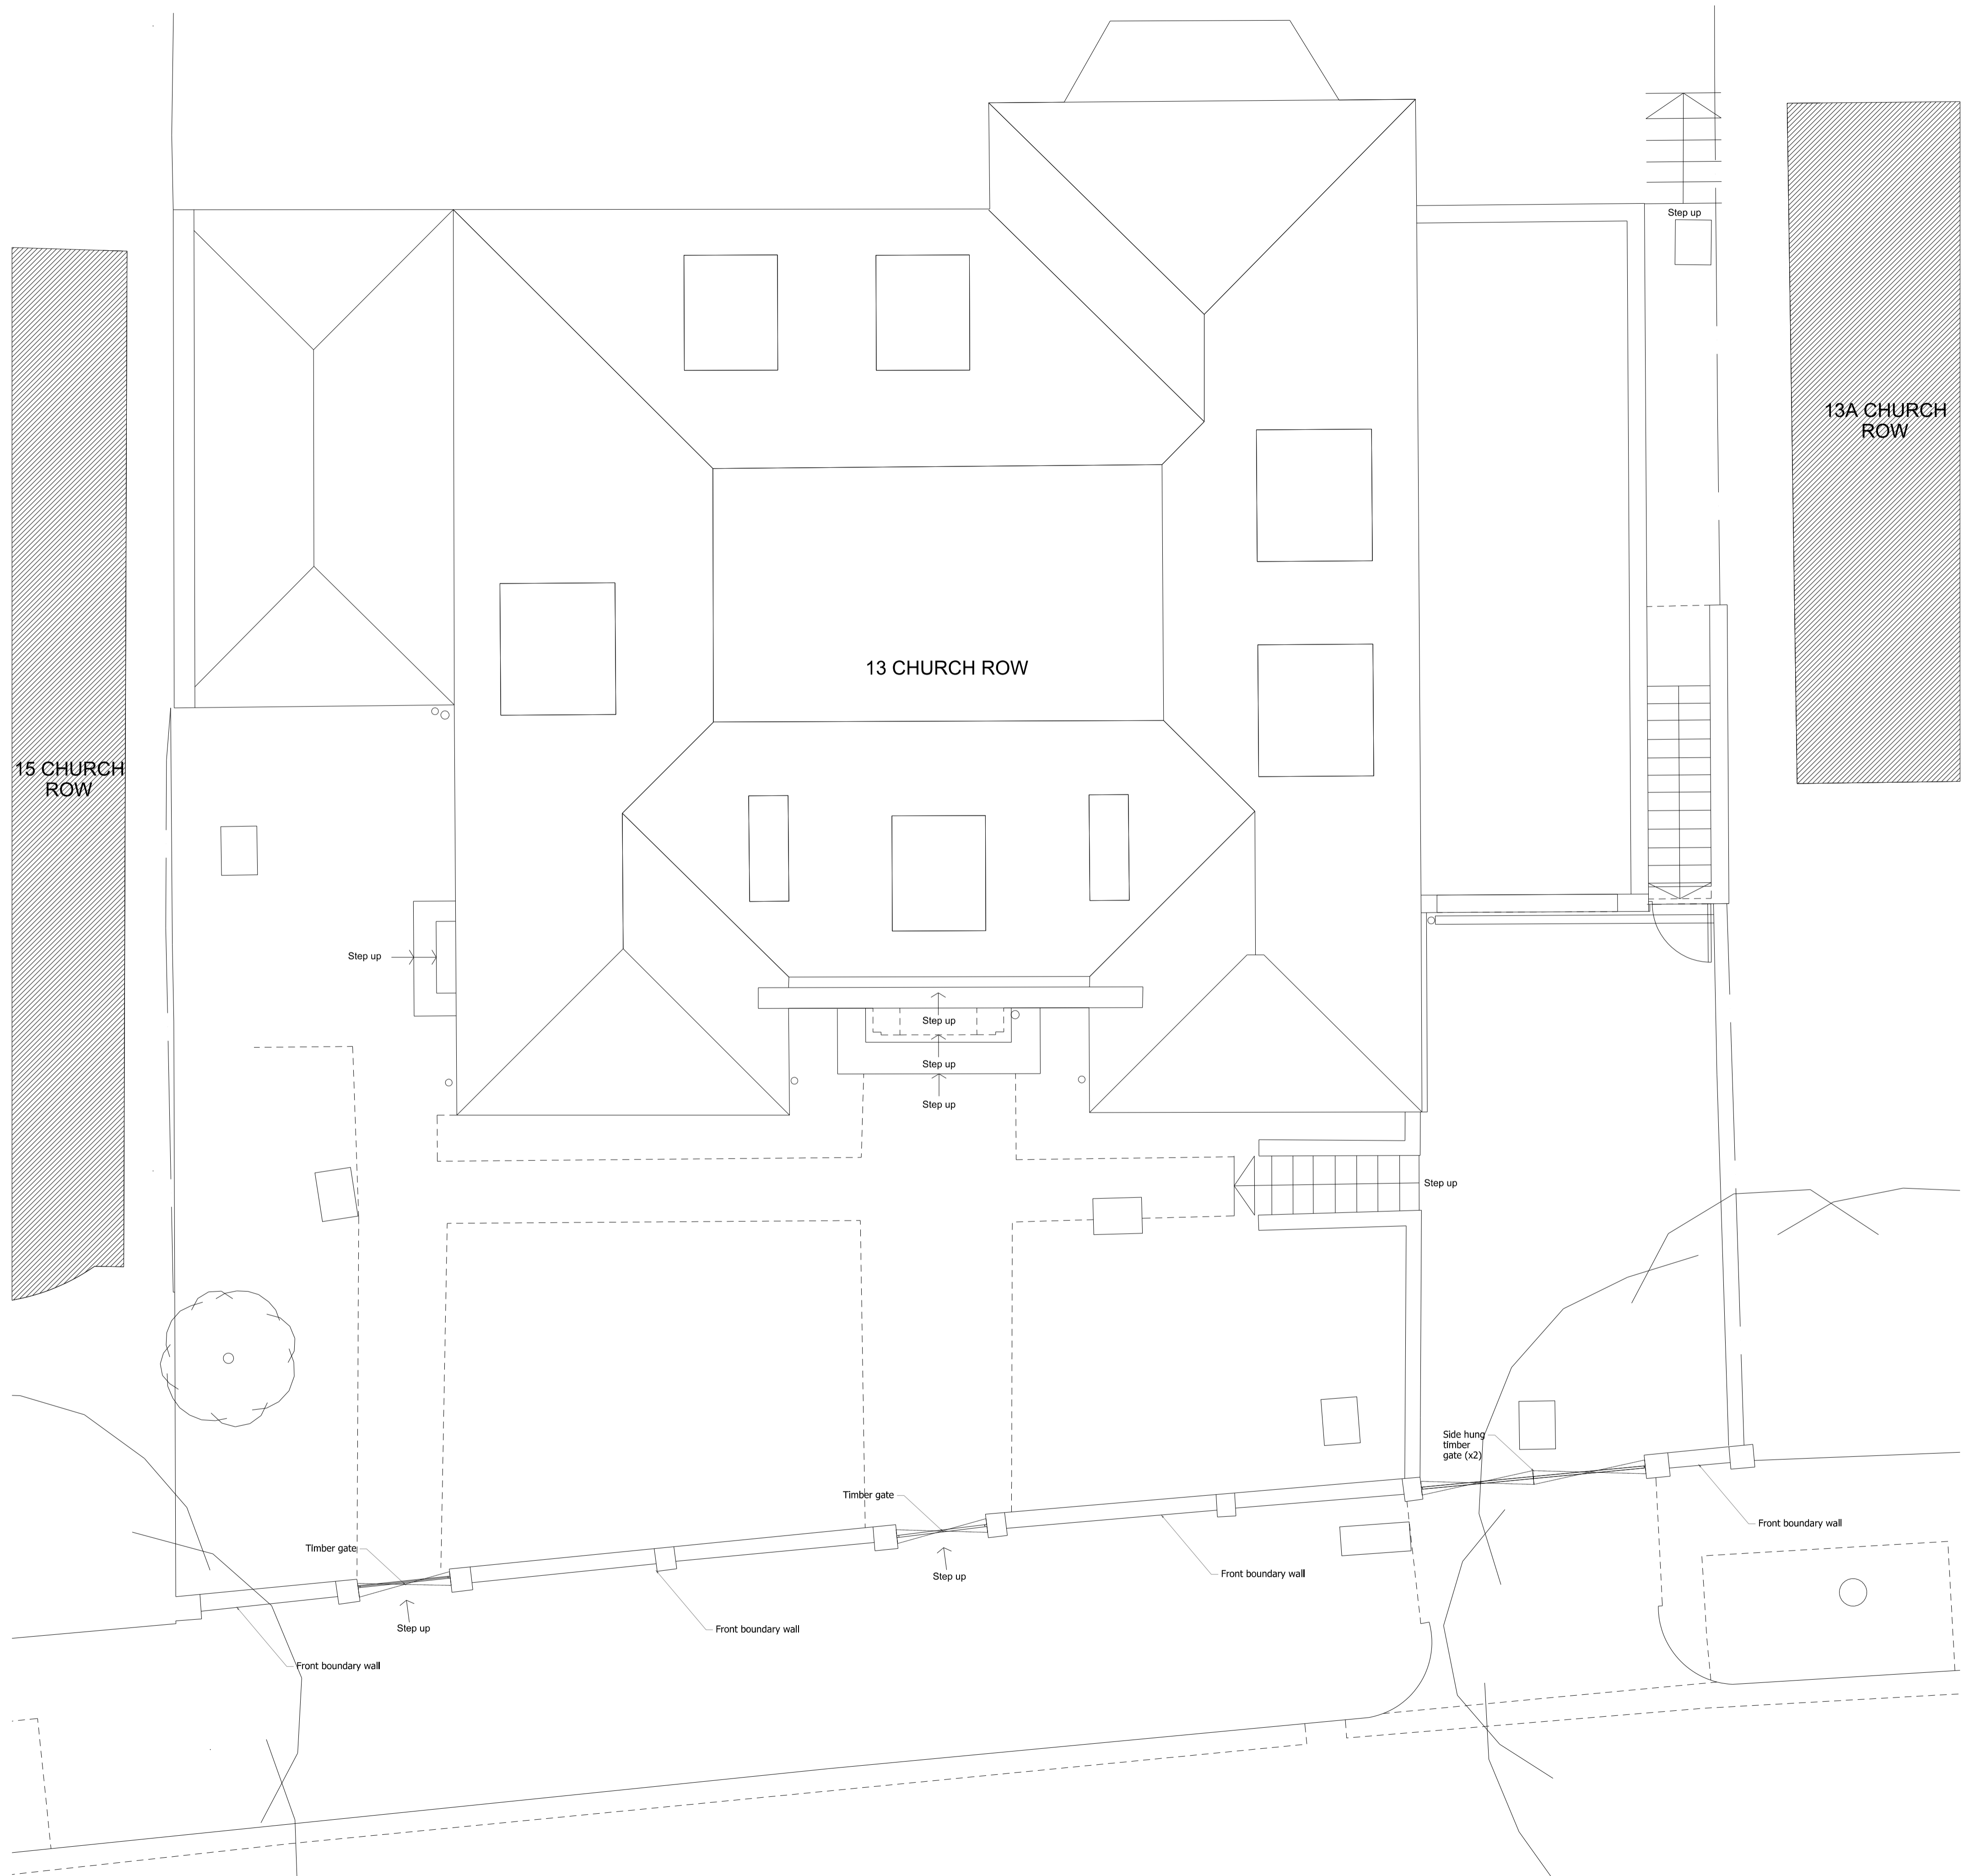 Step up
13A CHURCH
ROW
13 CHURCH ROW
15 CHURCH
ROW
Step up
Step up
Step up
Step up
Step up
Side hung
timber
gate (x2)
Timber gate
Front boundary wall
Timber gate
Step up
Front boundary wall
Step up
Front boundary wall
Front boundary wall